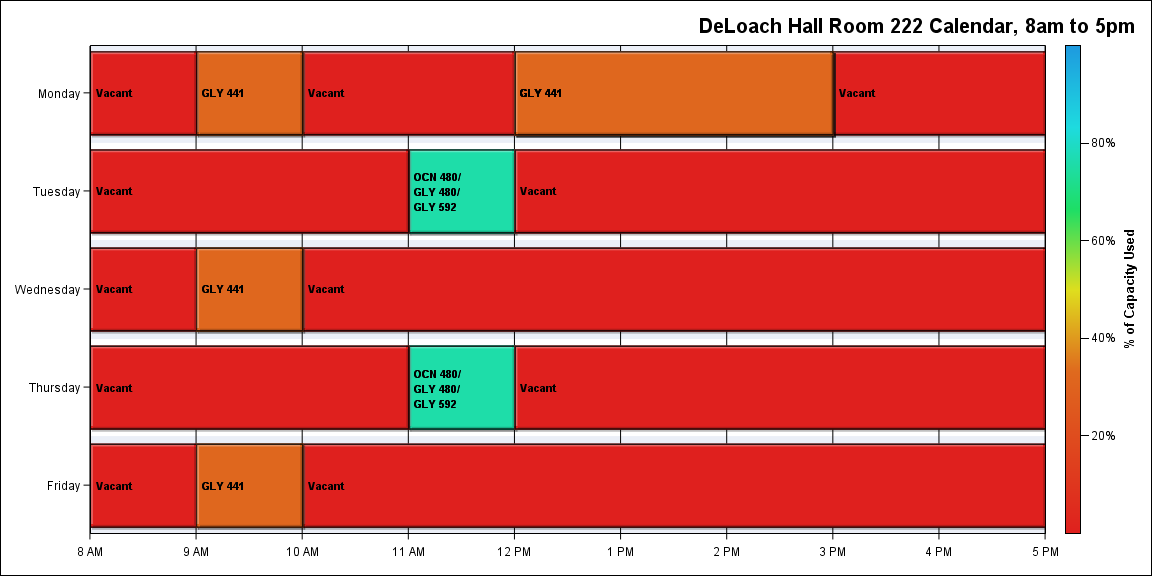 DeLoach Hall Room 222 Calendar, 8am to 5pm
Monday
Vacant
GLY 441
Vacant
GLY 441
Vacant
Tuesday
Vacant
OCN 480/
GLY 480/
GLY 592
Vacant
Wednesday
Vacant
GLY 441
Vacant
Thursday
Vacant
OCN 480/
GLY 480/
GLY 592
Vacant
Friday
Vacant
GLY 441
Vacant
8 AM
9 AM
10 AM
11 AM
12 PM
1 PM
2 PM
3 PM
4 PM
5 PM
80%
60%
40%
20%
% of Capacity Used